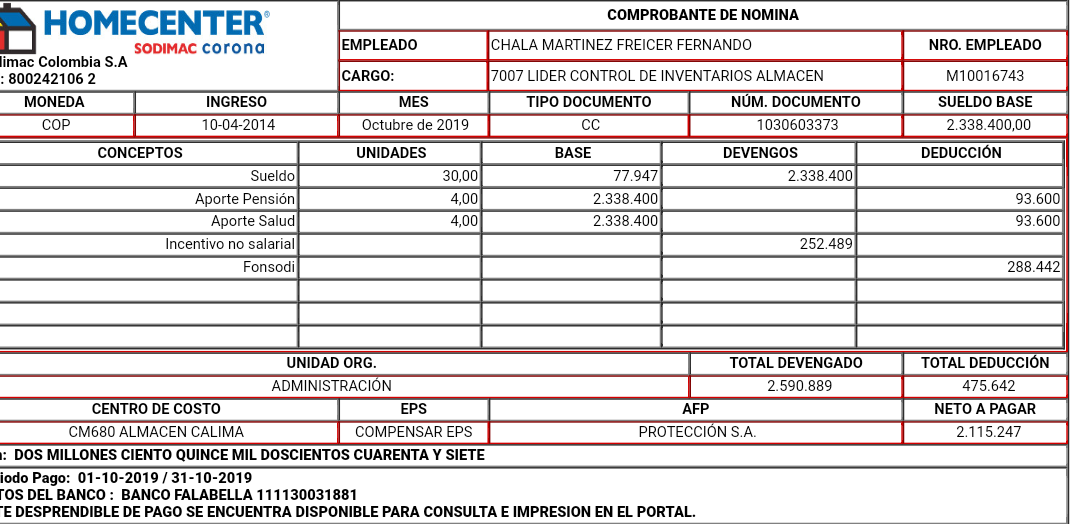 HOMECENTER®
SODIMAC corona
dimac Colombia S.A
: 800242106 2
COMPROBANTE DE NOMINA
EMPLEADO CHALA MARTINEZ FREICER FERNANDO NRO. EMPLEADO
CARGO: 7007 LIDER CONTROL DE INVENTARIOS ALMACEN M10016743
MONEDA INGRESO MES TIPO DOCUMENTO NÚM. DOCUMENTO SUELDO BASE
COP 10-04-2014 Octubre de 2019 CC 1030603373 2.338.400,00
CONCEPTOS UNIDADES BASE DEVENGOS DEDUCCIÓN
Sueldo 30,00 77.947 2.338.400
Aporte Pensión 4,00 2.338.400 93.600
Aporte Salud 4,00 2.338.400 93.600
Incentivo no salarial 252.489
Fonsodi 288.442
UNIDAD ORG. TOTAL DEVENGADO TOTAL DEDUCCIÓN
ADMINISTRACIÓN 2.590.889 475.642
CENTRO DE COSTO EPS AFP NETO A PAGAR
CM680 ALMACEN CALIMA COMPENSAR EPS PROTECCIÓN S.A. 2.115.247
: DOS MILLONES CIENTO QUINCE MIL DOSCIENTOS CUARENTA Y SIETE
iodo Pago: 01-10-2019 / 31-10-2019
TOS DEL BANCO : BANCO FALABELLA 111130031881
TE DESPRENDIBLE DE PAGO SE ENCUENTRA DISPONIBLE PARA CONSULTA E IMPRESION EN EL PORTAL.